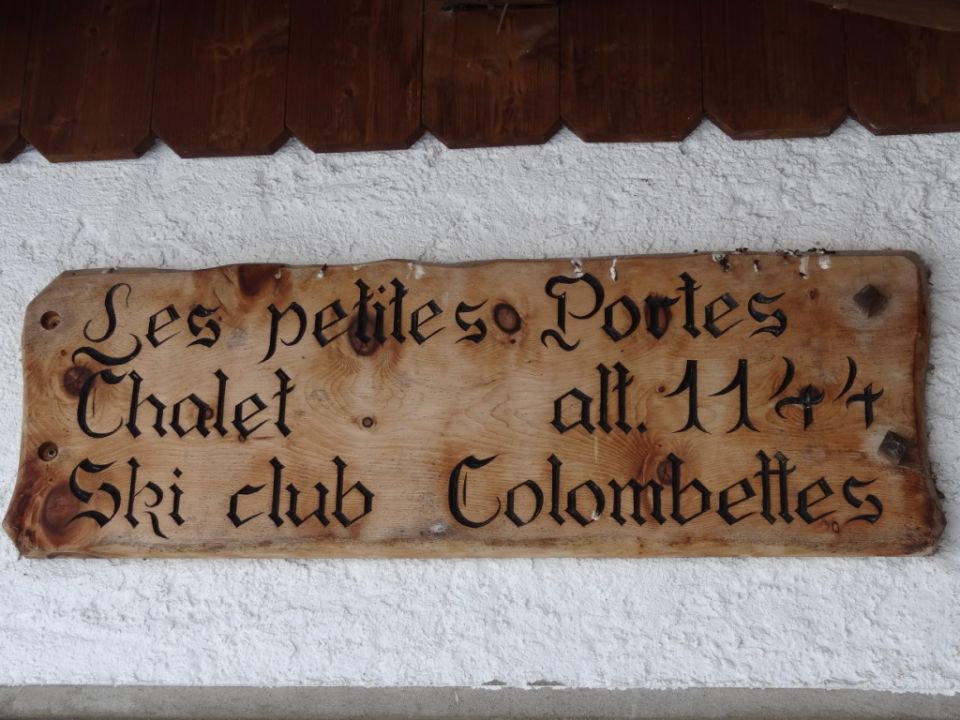 Les petites Portes
Chalet alt. 1144
Ski club Colombettes